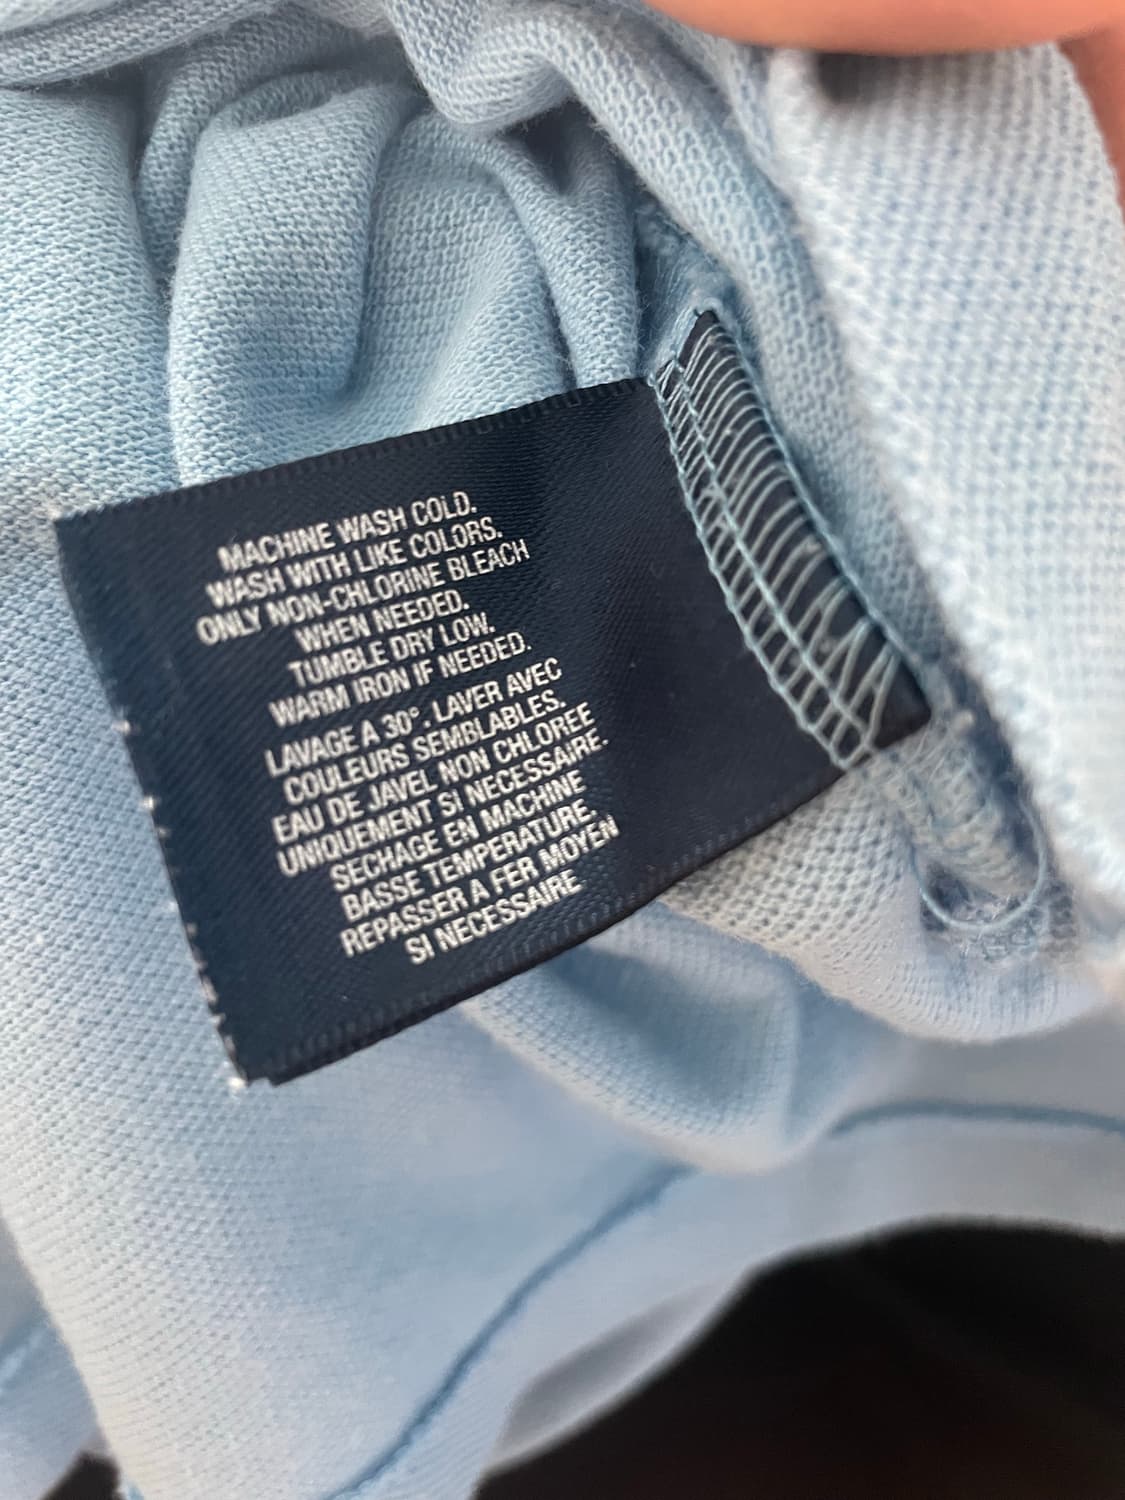 MACHINE WASH COLD.
WASH WITH LIKE COLORS.
ONLY NON-CHLORINE BLEACH
WHEN NEEDED.
TUMBLE DRY LOW.
WARM IRON IF NEEDED.
LAVAGE A 30°. LAVER AVEC
COULEURS SEMBLABLES.
EAU DE JAVEL NON CHLOREE
UNIQUEMENT SI NECESSAIRE.
SECHAGE EN MACHINE
BASSE TEMPERATURE.
REPASSER A FER MOYEN
SI NECESSAIRE